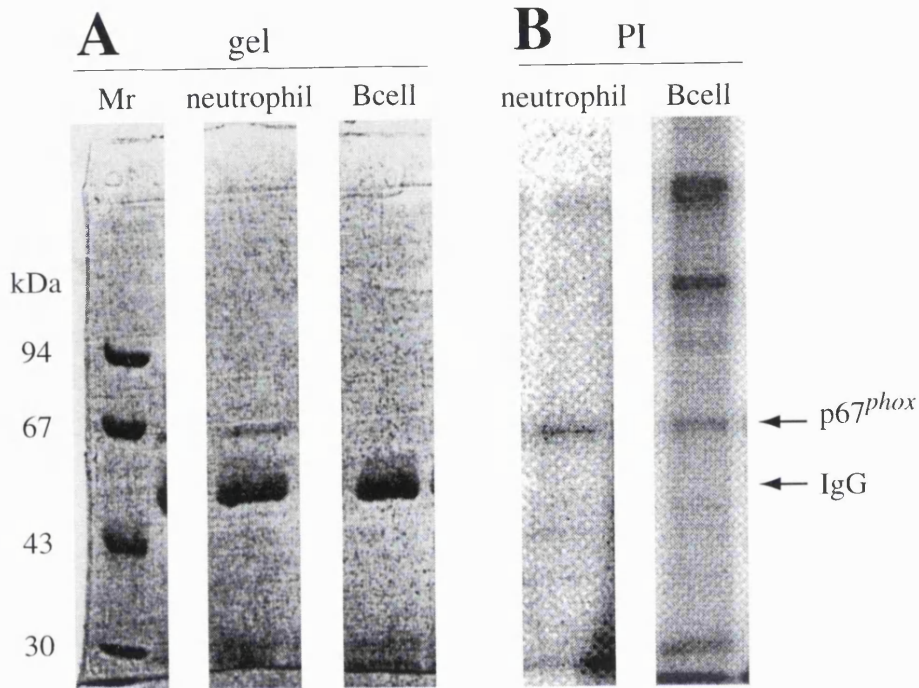 A gel
B PI
Mr neutrophil Bcell
neutrophil Bcell
kDa
94
67
43
30
p67phox
IgG